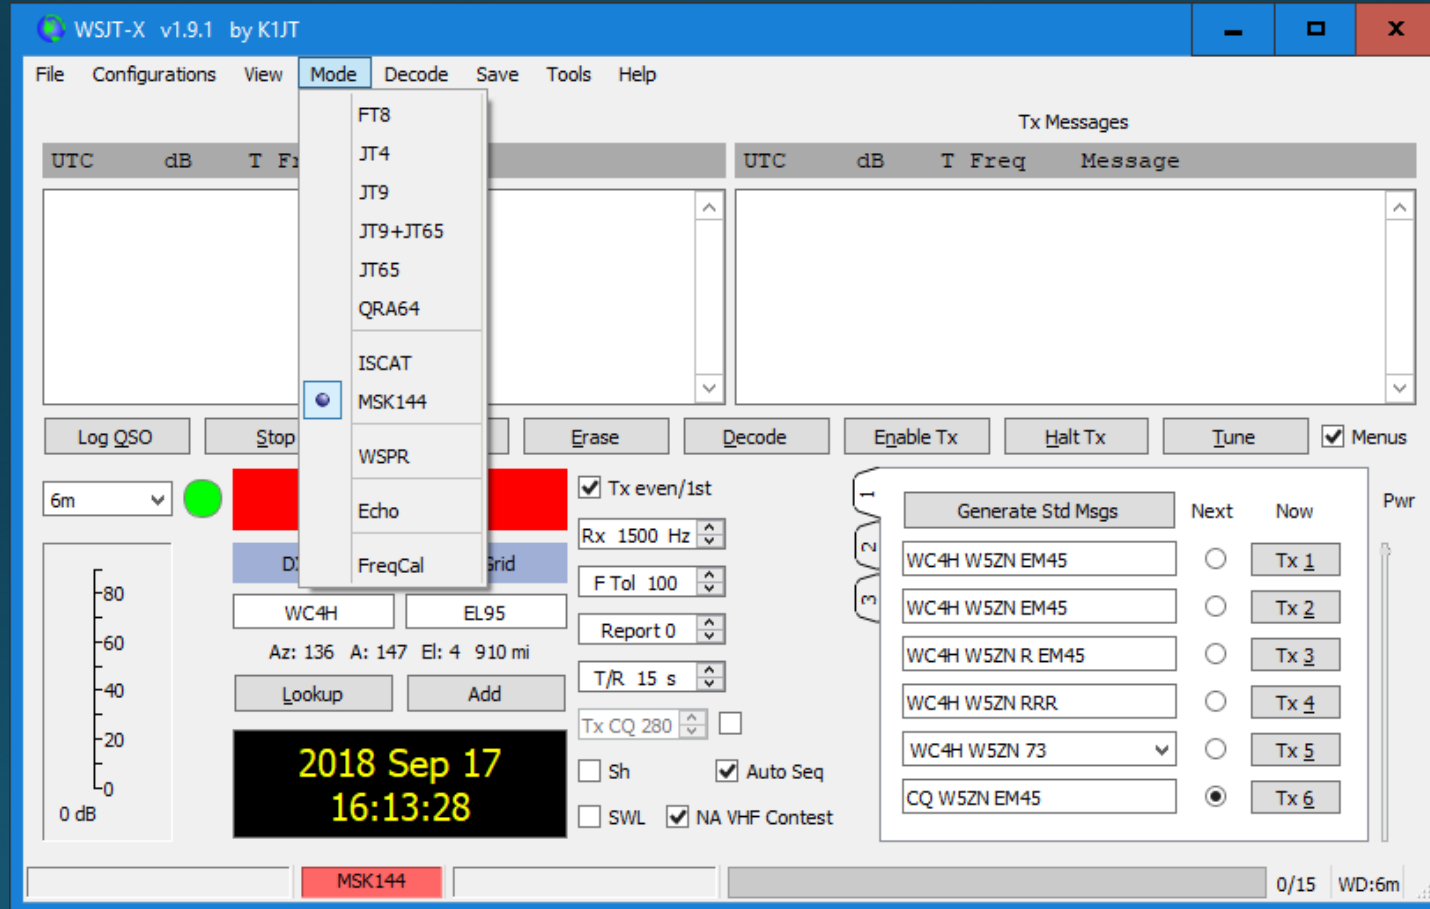 WSJT-X v1.9.1 by K1JT
File Configurations View Mode Decode Save Tools Help
FT8
JT4
JT9
JT9+JT65
JT65
QRA64
ISCAT
MSK144
WSPR
Echo
FreqCal
Tx Messages
UTC dB T Fr
UTC dB T Freq Message
Log QSO Stop Erase Decode Enable Tx Halt Tx Tune Menus
6m
Tx even/1st
Rx 1500 Hz
F Tol 100
Report 0
T/R 15 s
Tx CQ 280
Sh Auto Seq
SWL NA VHF Contest
-80
-60
-40
-20
0
0 dB
D
rid
WC4H EL95
Az: 136 A: 147 El: 4 910 mi
Lookup Add
2018 Sep 17
16:13:28
1
2
3
Generate Std Msgs Next Now Pwr
WC4H W5ZN EM45 Tx 1
WC4H W5ZN EM45 Tx 2
WC4H W5ZN R EM45 Tx 3
WC4H W5ZN RRR Tx 4
WC4H W5ZN 73 Tx 5
CQ W5ZN EM45 Tx 6
MSK144 0/15 WD:6m